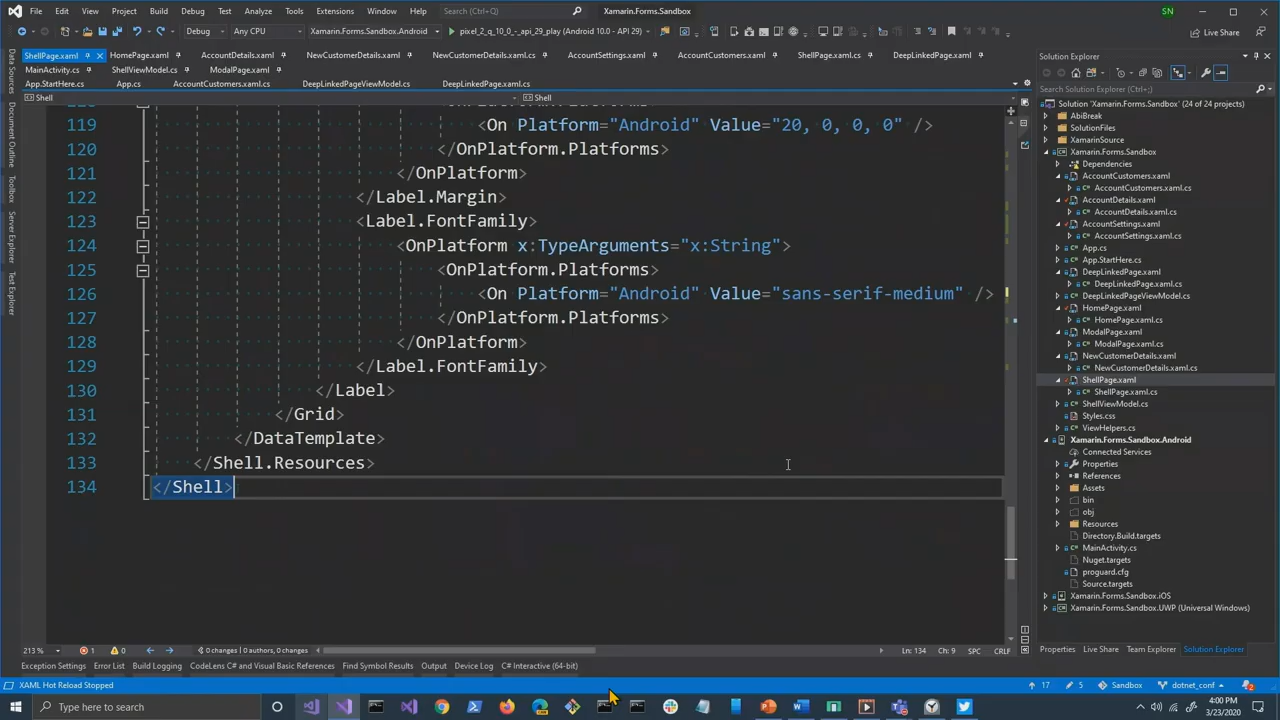 File Edit View Project Build Debug Test Analyze Tools Extensions Window Help Search (Ctrl+;) Xamarin.Forms.Sandbox SN
Debug Any CPU Xamarin.Forms.Sandbox.Android pixel_2_q_10_0_-_api_29_play (Android 10.0 - API 29) Live Share
ShellPage.xaml HomePage.xaml AccountDetails.xaml NewCustomerDetails.xaml NewCustomerDetails.xaml.cs AccountSettings.xaml ShellPage.xaml.cs DeepLinkedPage.xaml
MainActivity.cs ShellViewModel.cs ModalPage.xaml
App.StartHere.cs App.cs AccountCustomers.xaml.cs DeepLinkedPageViewModel.cs DeepLinkedPage.xaml.cs
Shell Shell
Data Sources
Document Outline
Toolbox
Server Explorer
Test Explorer
119 <On Platform="Android" Value="20, 0, 0, 0" />
120 </OnPlatform.Platforms>
121 </OnPlatform>
122 </Label.Margin>
123 <Label.FontFamily>
124 <OnPlatform x:TypeArguments="x:String">
125 <OnPlatform.Platforms>
126 <On Platform="Android" Value="sans-serif-medium" />
127 </OnPlatform.Platforms>
128 </OnPlatform>
129 </Label.FontFamily>
130 </Label>
131 </Grid>
132 </DataTemplate>
133 </Shell.Resources>
134 </Shell>
Solution Explorer
Search Solution Explorer (Ctrl+;)
Solution 'Xamarin.Forms.Sandbox' (24 of 24 projects)
AbiBreak
SolutionFiles
XamarinSource
Xamarin.Forms.Sandbox
Dependencies
AccountCustomers.xaml
AccountCustomers.xaml.cs
AccountDetails.xaml
AccountDetails.xaml.cs
AccountSettings.xaml
AccountSettings.xaml.cs
App.cs
App.StartHere.cs
DeepLinkedPage.xaml
DeepLinkedPage.xaml.cs
DeepLinkedPageViewModel.cs
HomePage.xaml
HomePage.xaml.cs
ModalPage.xaml
ModalPage.xaml.cs
NewCustomerDetails.xaml
NewCustomerDetails.xaml.cs
ShellPage.xaml
ShellPage.xaml.cs
ShellViewModel.cs
Styles.css
ViewHelpers.cs
Xamarin.Forms.Sandbox.Android
Connected Services
Properties
References
Assets
bin
obj
Resources
Directory.Build.targets
MainActivity.cs
Nuget.targets
proguard.cfg
Source.targets
Xamarin.Forms.Sandbox.iOS
Xamarin.Forms.Sandbox.UWP (Universal Windows)
213 % 1 0 0 changes | 0 authors, 0 changes Ln: 134 Ch: 9 SPC CRLF
Properties Live Share Team Explorer Solution Explorer
Exception Settings Error List Build Logging CodeLens C# and Visual Basic References Find Symbol Results Output Device Log C# Interactive (64-bit)
XAML Hot Reload Stopped 17 5 Sandbox dotnet_conf 2
Type here to search 4:00 PM
3/23/2020